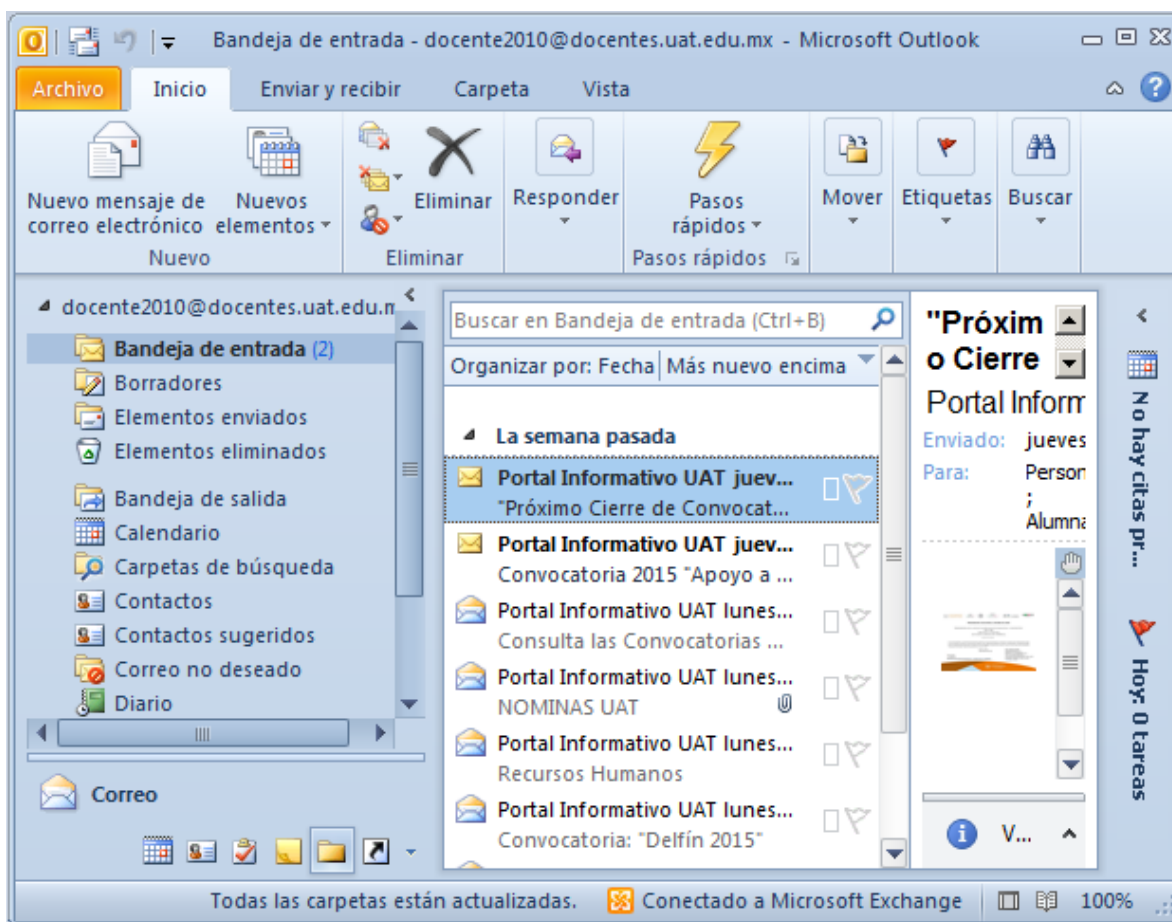 Bandeja de entrada - docente2010@docentes.uat.edu.mx - Microsoft Outlook
Archivo Inicio Enviar y recibir Carpeta Vista
Nuevo mensaje de correo electrónico
Nuevos elementos
Nuevo
Eliminar
Eliminar
Responder
Pasos rápidos
Pasos rápidos
Mover
Etiquetas
Buscar
docente2010@docentes.uat.edu.m
Bandeja de entrada (2)
Borradores
Elementos enviados
Elementos eliminados
Bandeja de salida
Calendario
Carpetas de búsqueda
Contactos
Contactos sugeridos
Correo no deseado
Diario
Correo
Buscar en Bandeja de entrada (Ctrl+B)
Organizar por: Fecha Más nuevo encima
La semana pasada
Portal Informativo UAT juev...
"Próximo Cierre de Convocat...
Portal Informativo UAT juev...
Convocatoria 2015 "Apoyo a ...
Portal Informativo UAT lunes...
Consulta las Convocatorias ...
Portal Informativo UAT lunes...
NOMINAS UAT
Portal Informativo UAT lunes...
Recursos Humanos
Portal Informativo UAT lunes...
Convocatoria: "Delfín 2015"
"Próxim
o Cierre
Portal Inform
Enviado: jueves
Para: Person
;
Alumna
V...
No hay citas pr...
Hoy: 0 tareas
Todas las carpetas están actualizadas. Conectado a Microsoft Exchange 100%